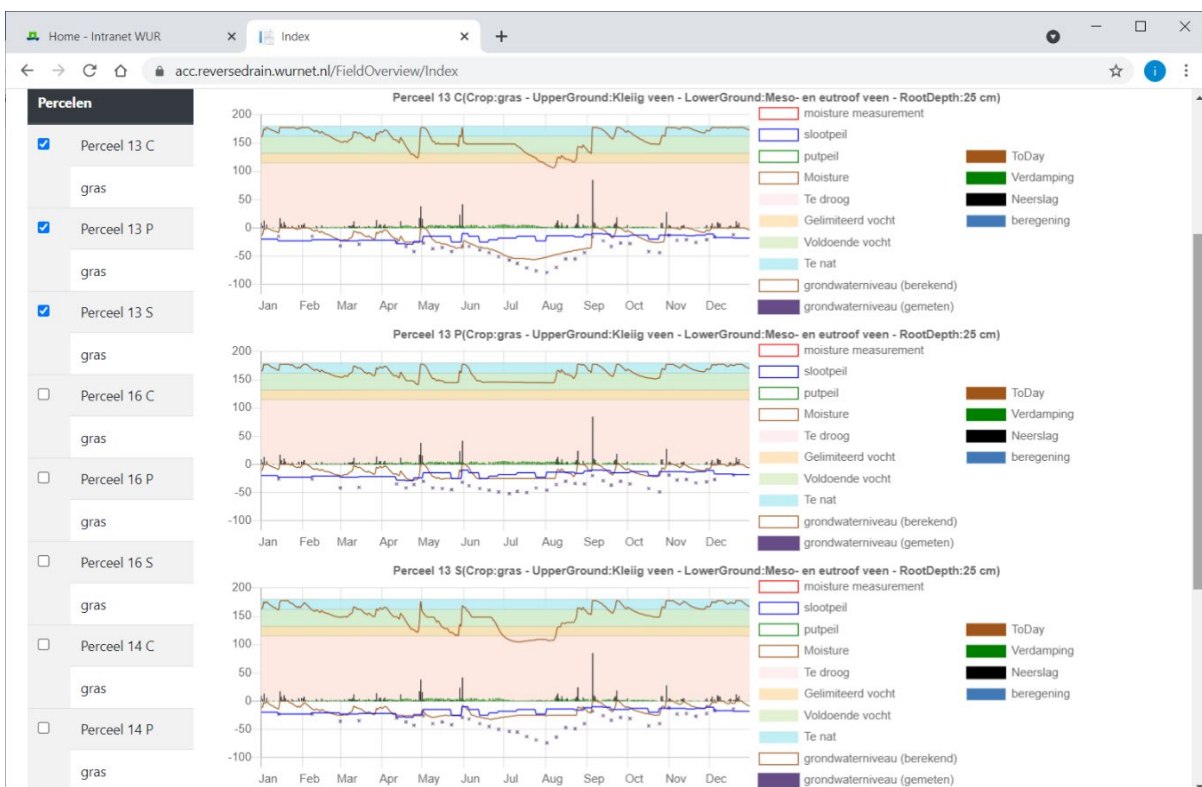 Home - Intranet WUR
Index
acc.reversedrain.wurnet.nl/FieldOverview/Index
i
Percelen
Perceel 13 C
gras
Perceel 13 P
gras
Perceel 13 S
gras
Perceel 16 C
gras
Perceel 16 P
gras
Perceel 16 S
gras
Perceel 14 C
gras
Perceel 14 P
gras
Perceel 13 C(Crop:gras - UpperGround:Kleiig veen - LowerGround:Meso- en eutroof veen - RootDepth:25 cm)
200
150
100
50
0
-50
-100
Jan Feb Mar Apr May Jun Jul Aug Sep Oct Nov Dec
moisture measurement
slootpeil
putpeil
Moisture
Te droog
Gelimiteerd vocht
Voldoende vocht
Te nat
grondwaterniveau (berekend)
grondwaterniveau (gemeten)
ToDay
Verdamping
Neerslag
beregening
Perceel 13 P(Crop:gras - UpperGround:Kleiig veen - LowerGround:Meso- en eutroof veen - RootDepth:25 cm)
200
150
100
50
0
-50
-100
Jan Feb Mar Apr May Jun Jul Aug Sep Oct Nov Dec
moisture measurement
slootpeil
putpeil
Moisture
Te droog
Gelimiteerd vocht
Voldoende vocht
Te nat
grondwaterniveau (berekend)
grondwaterniveau (gemeten)
ToDay
Verdamping
Neerslag
beregening
Perceel 13 S(Crop:gras - UpperGround:Kleiig veen - LowerGround:Meso- en eutroof veen - RootDepth:25 cm)
200
150
100
50
0
-50
-100
Jan Feb Mar Apr May Jun Jul Aug Sep Oct Nov Dec
moisture measurement
slootpeil
putpeil
Moisture
Te droog
Gelimiteerd vocht
Voldoende vocht
Te nat
grondwaterniveau (berekend)
grondwaterniveau (gemeten)
ToDay
Verdamping
Neerslag
beregening